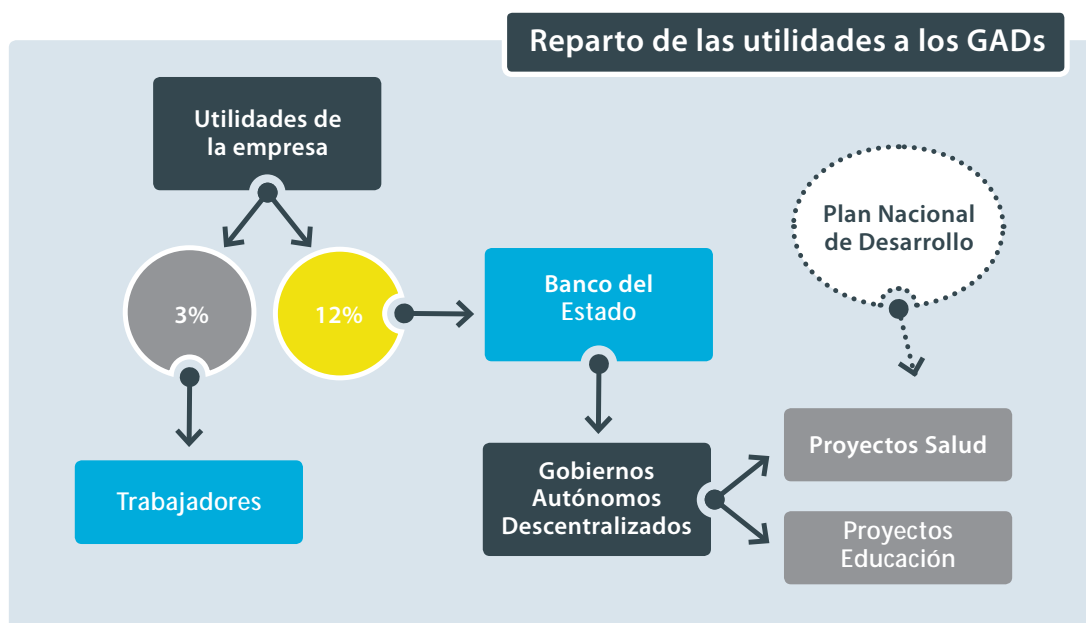 Reparto de las utilidades a los GADs
Utilidades de
la empresa
Plan Nacional
de Desarrollo
3%
12%
Banco del
Estado
Trabajadores
Gobiernos
Autónomos
Descentralizados
Proyectos Salud
Proyectos
Educación